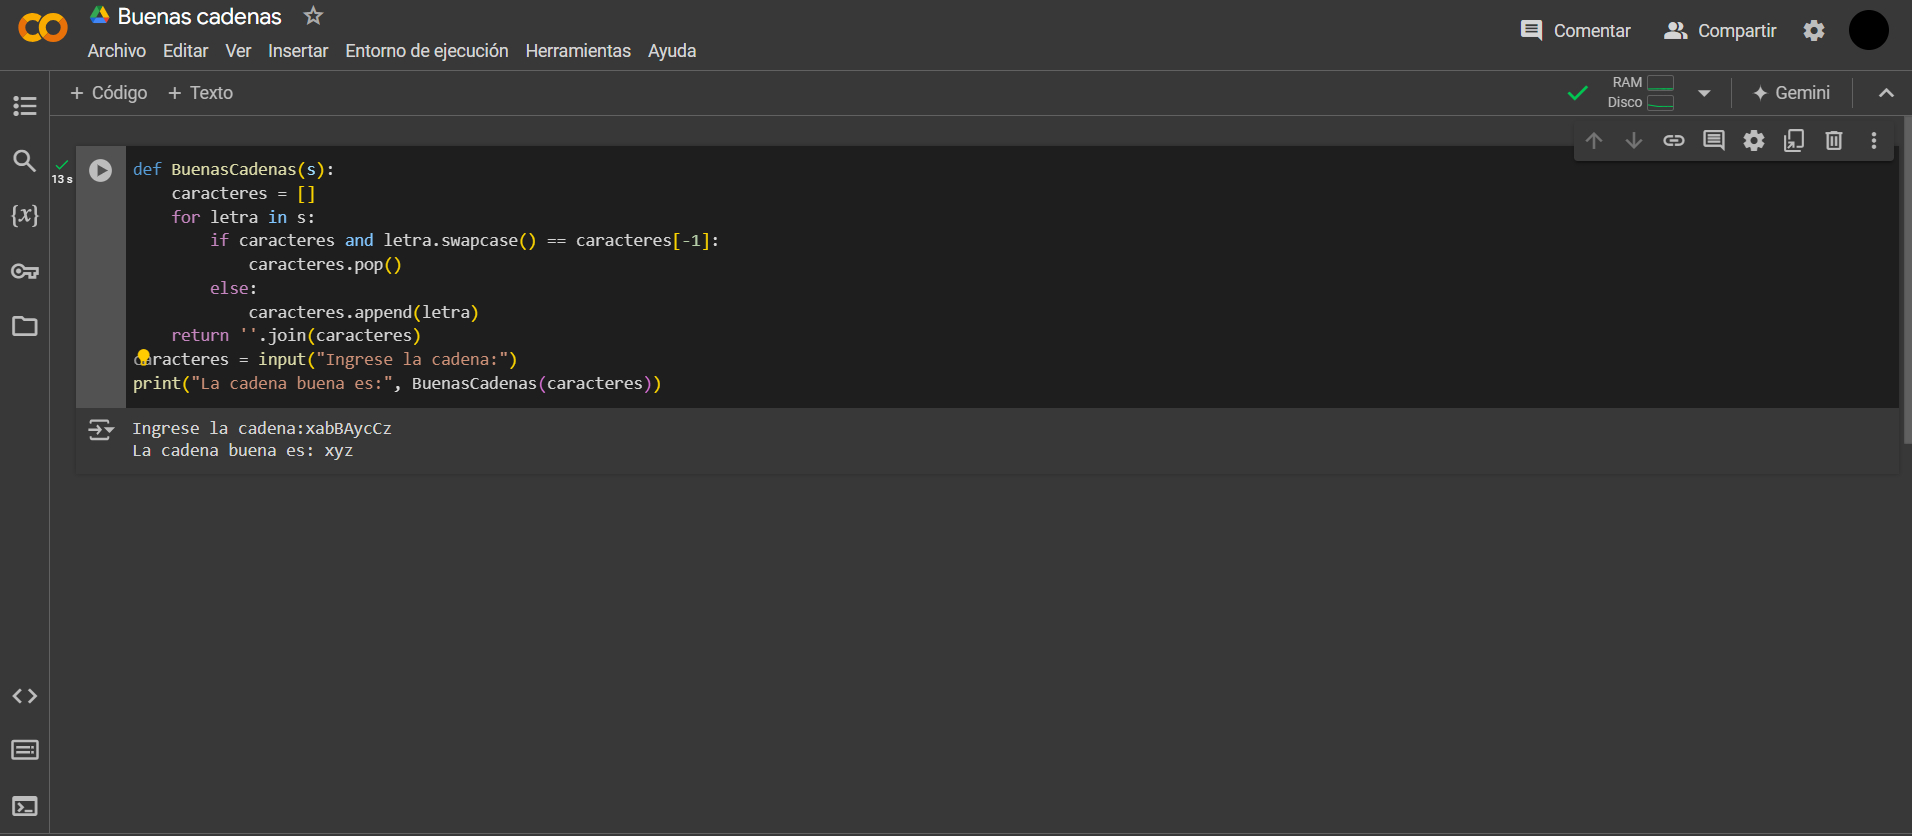 Buenas cadenas
Archivo Editar Ver Insertar Entorno de ejecución Herramientas Ayuda
Comentar Compartir
+ Código + Texto
RAM
Disco
Gemini
{x}
13 s
def BuenasCadenas(s):
    caracteres = []
    for letra in s:
        if caracteres and letra.swapcase() == caracteres[-1]:
            caracteres.pop()
        else:
            caracteres.append(letra)
    return ''.join(caracteres)
caracteres = input("Ingrese la cadena:")
print("La cadena buena es:", BuenasCadenas(caracteres))
Ingrese la cadena:xabBAycCz
La cadena buena es: xyz